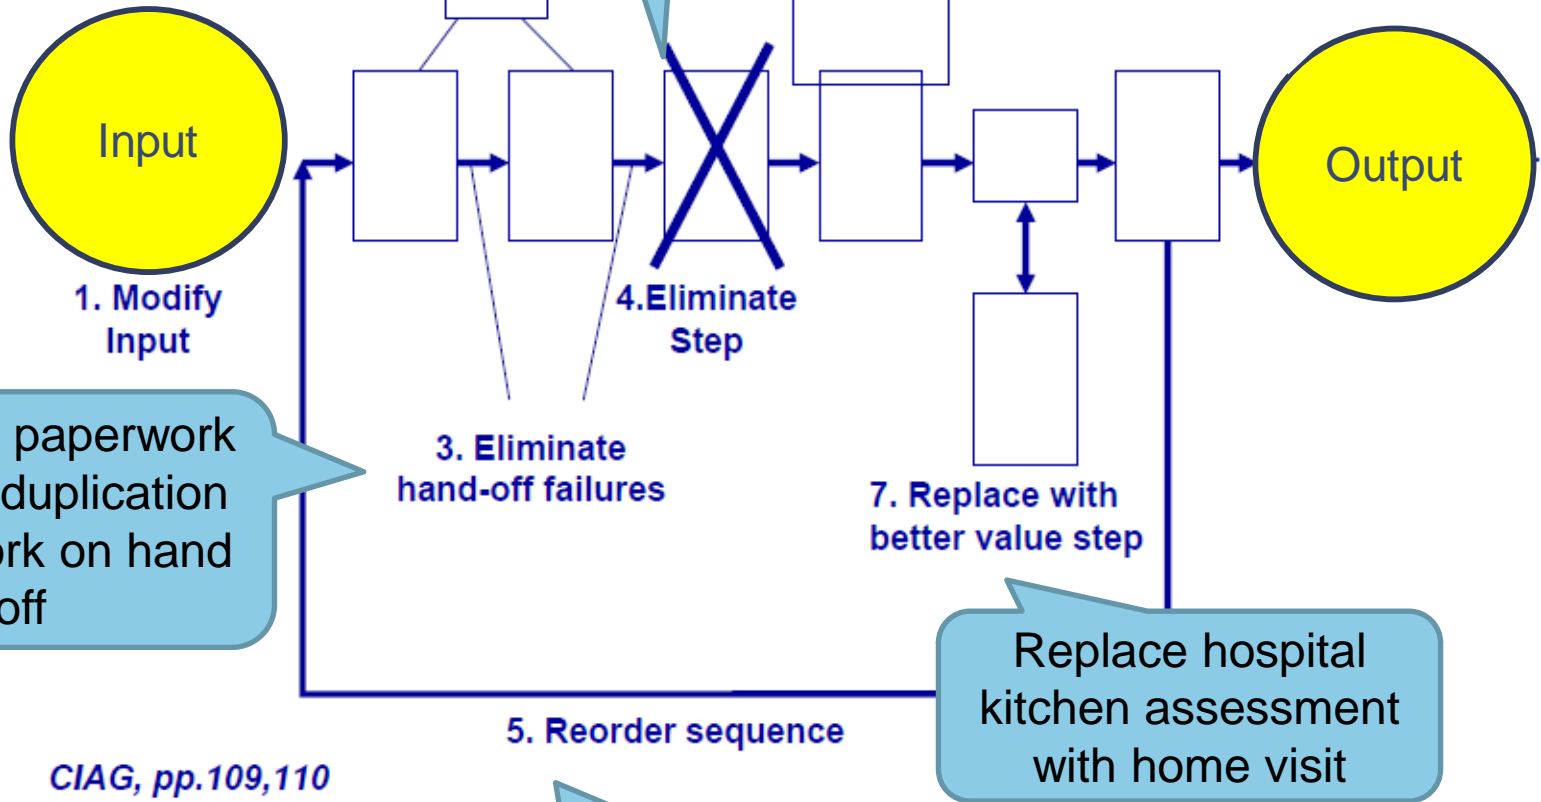 Input
Output
1. Modify
Input
4.Eliminate
Step
paperwork
duplication
on hand
off
3. Eliminate
hand-off failures
7. Replace with
better value step
Replace hospital
kitchen assessment
with home visit
5. Reorder sequence
CIAG, pp.109,110